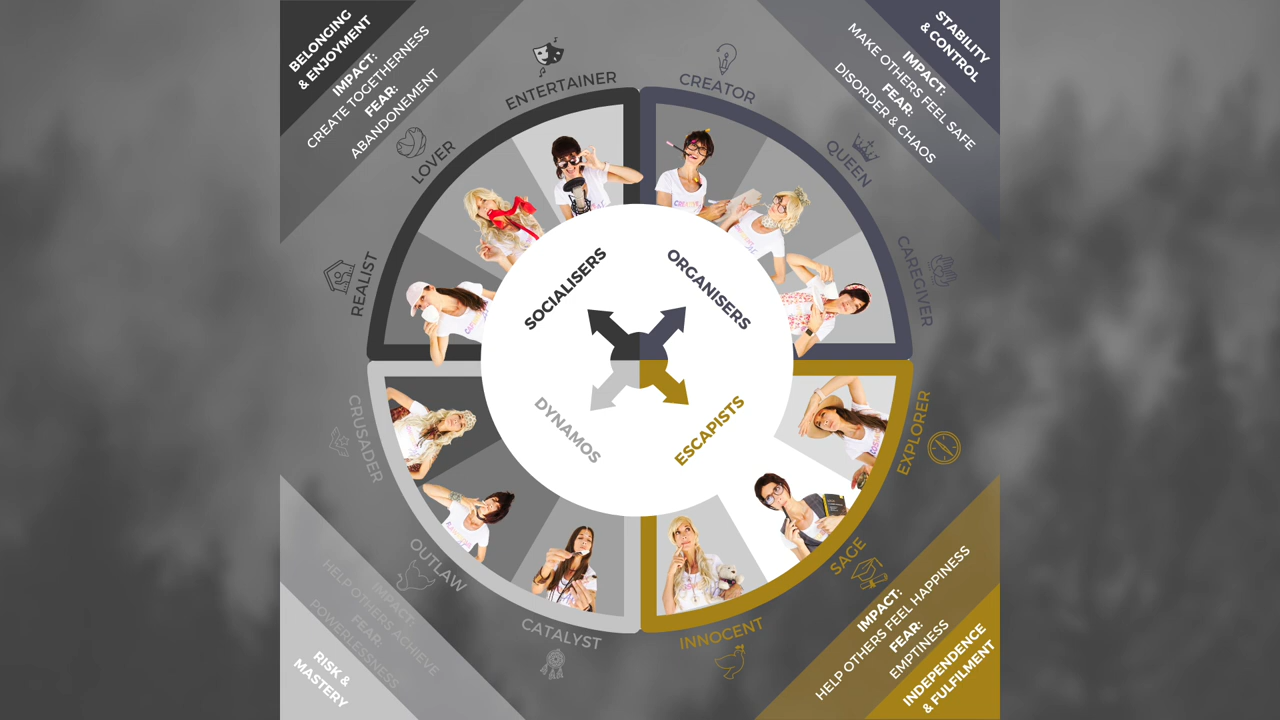 BELONGING
& ENJOYMENT
IMPACT:
CREATE TOGETHERNESS
FEAR:
ABANDONEMENT
STABILITY
& CONTROL
IMPACT:
MAKE OTHERS FEEL SAFE
FEAR:
DISORDER & CHAOS
ENTERTAINER
CREATOR
LOVER
QUEEN
REALIST
CAREGIVER
SOCIALISERS
ORGANISERS
DYNAMOS
ESCAPISTS
CRUSADER
EXPLORER
OUTLAW
SAGE
CATALYST
INNOCENT
IMPACT:
HELP OTHERS ACHIEVE
FEAR:
POWERLESSNESS
RISK &
MASTERY
IMPACT:
HELP OTHERS FEEL HAPPINESS
FEAR:
EMPTINESS
INDEPENDENCE
& FULFILMENT